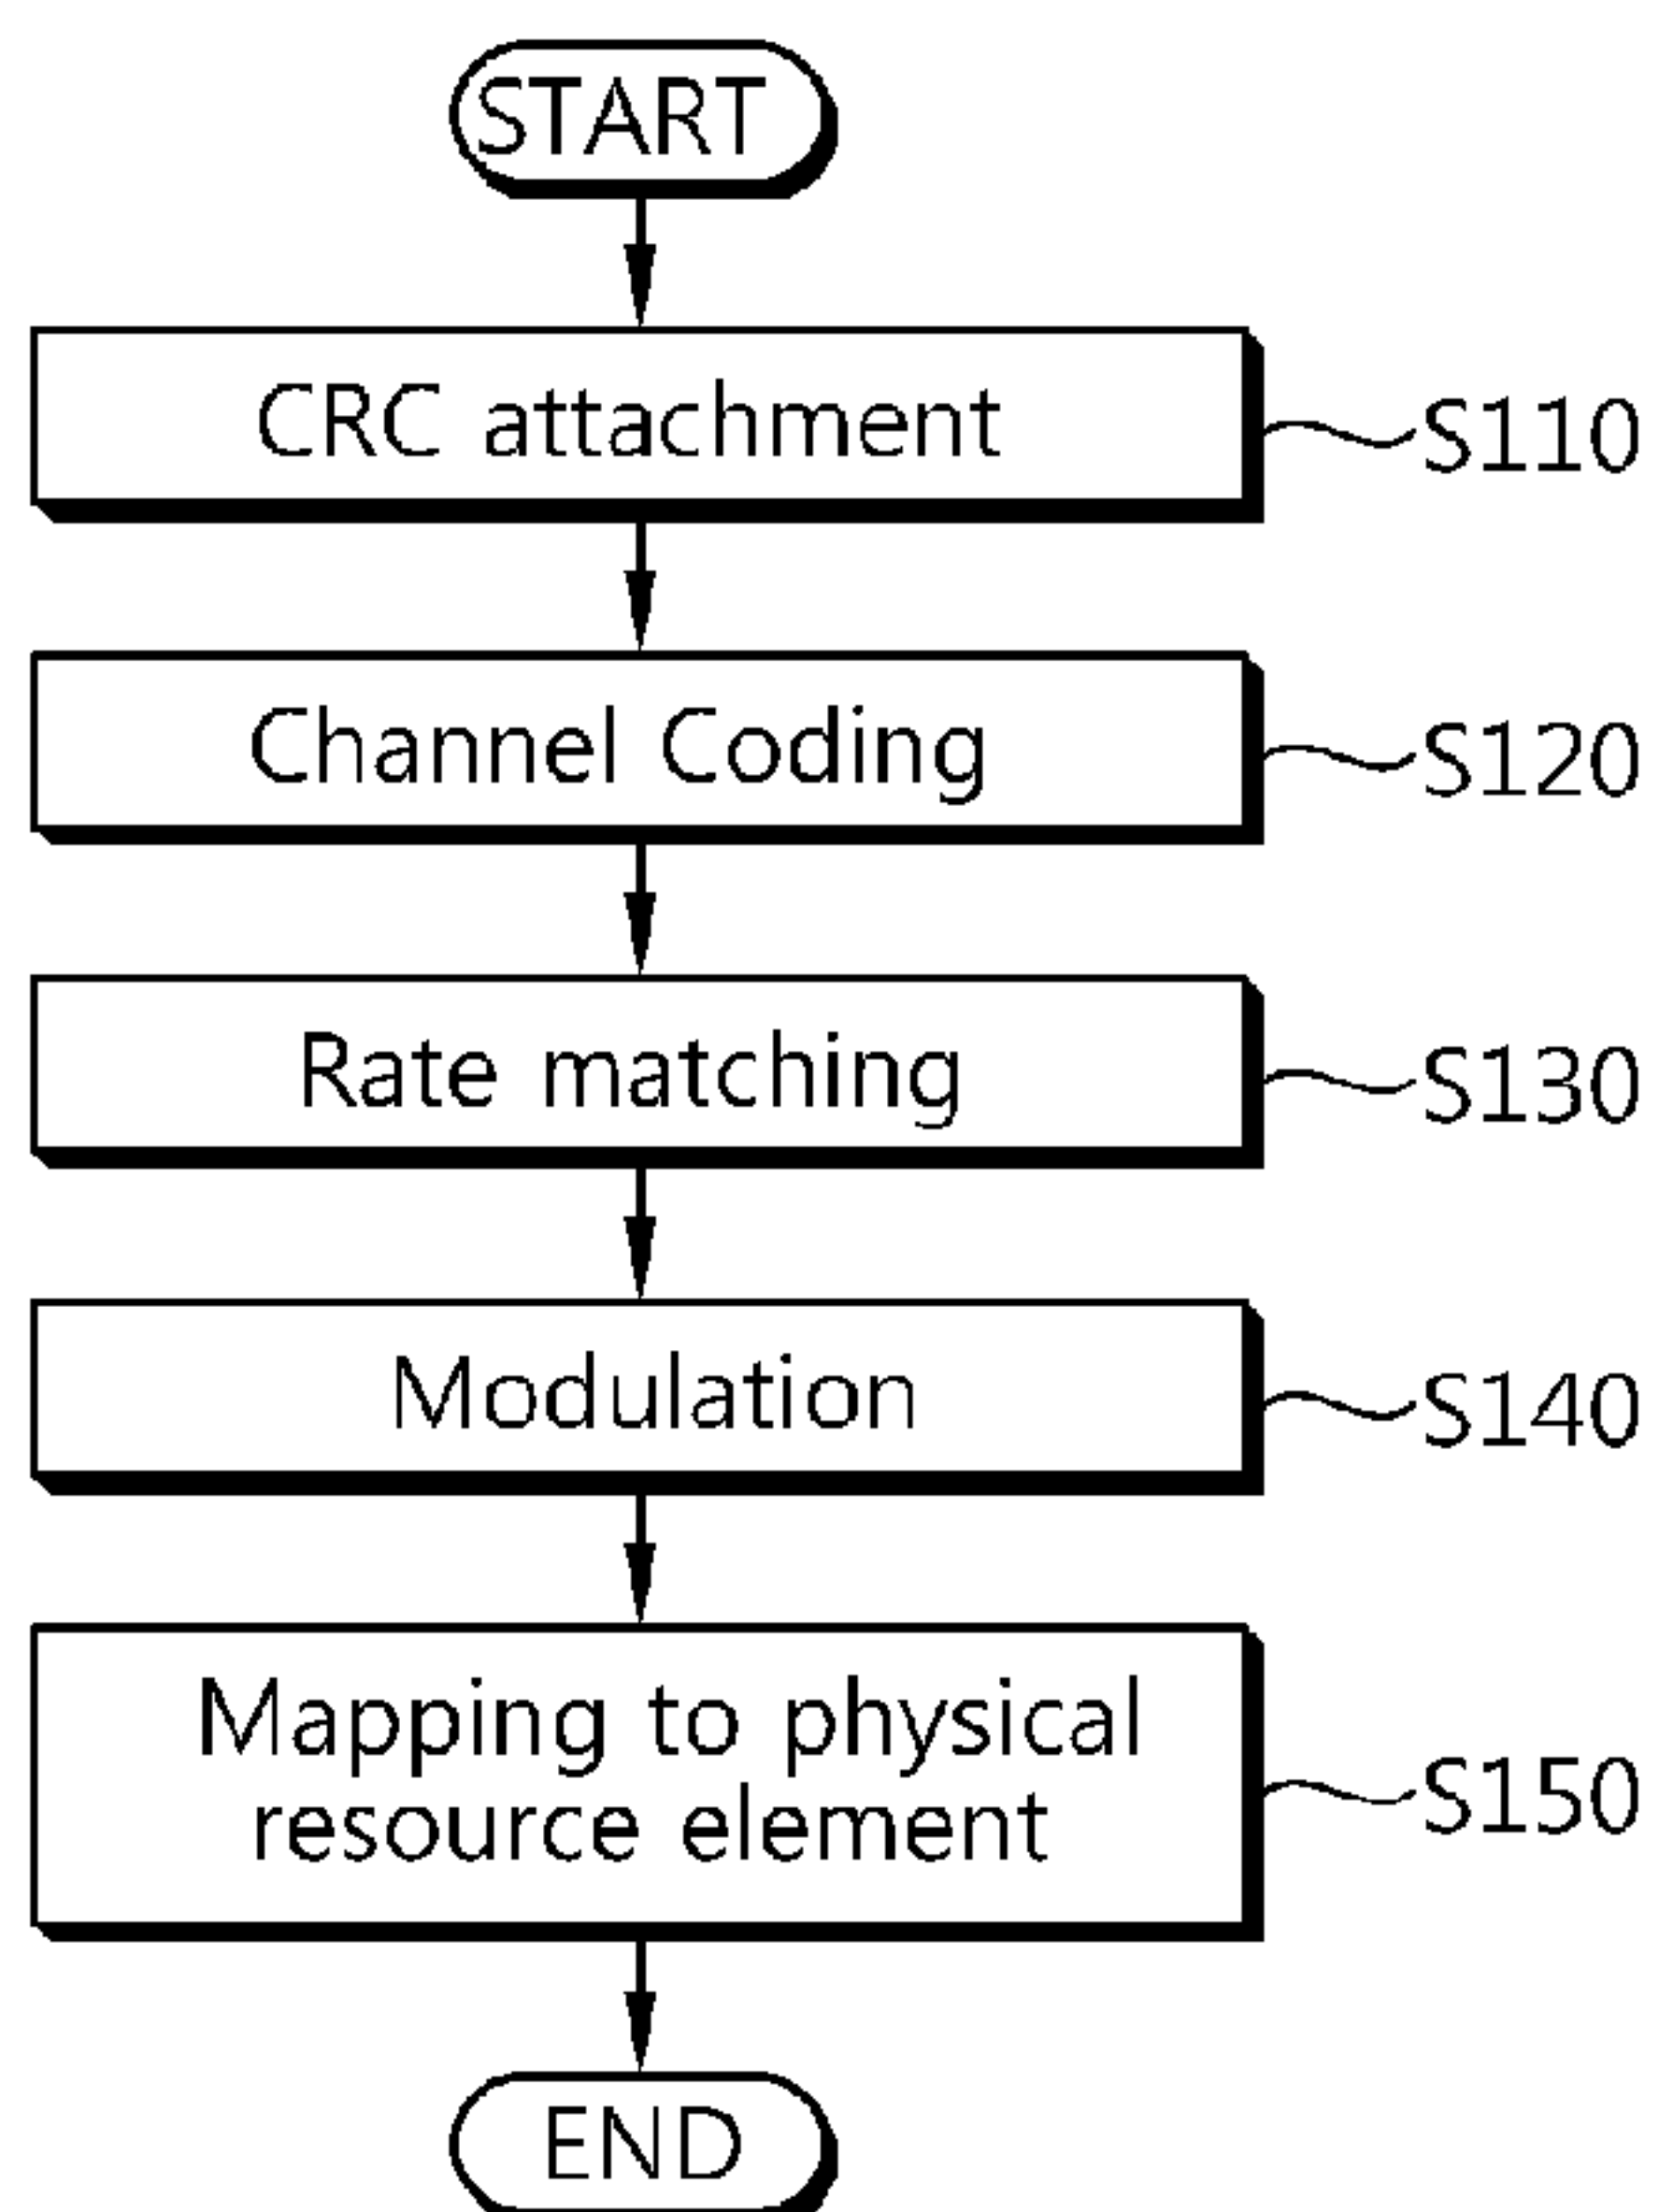 START
CRC attachment
S110
Channel Coding
S120
Rate matching
S130
Modulation
S140
Mapping to physical
resource element
S150
END